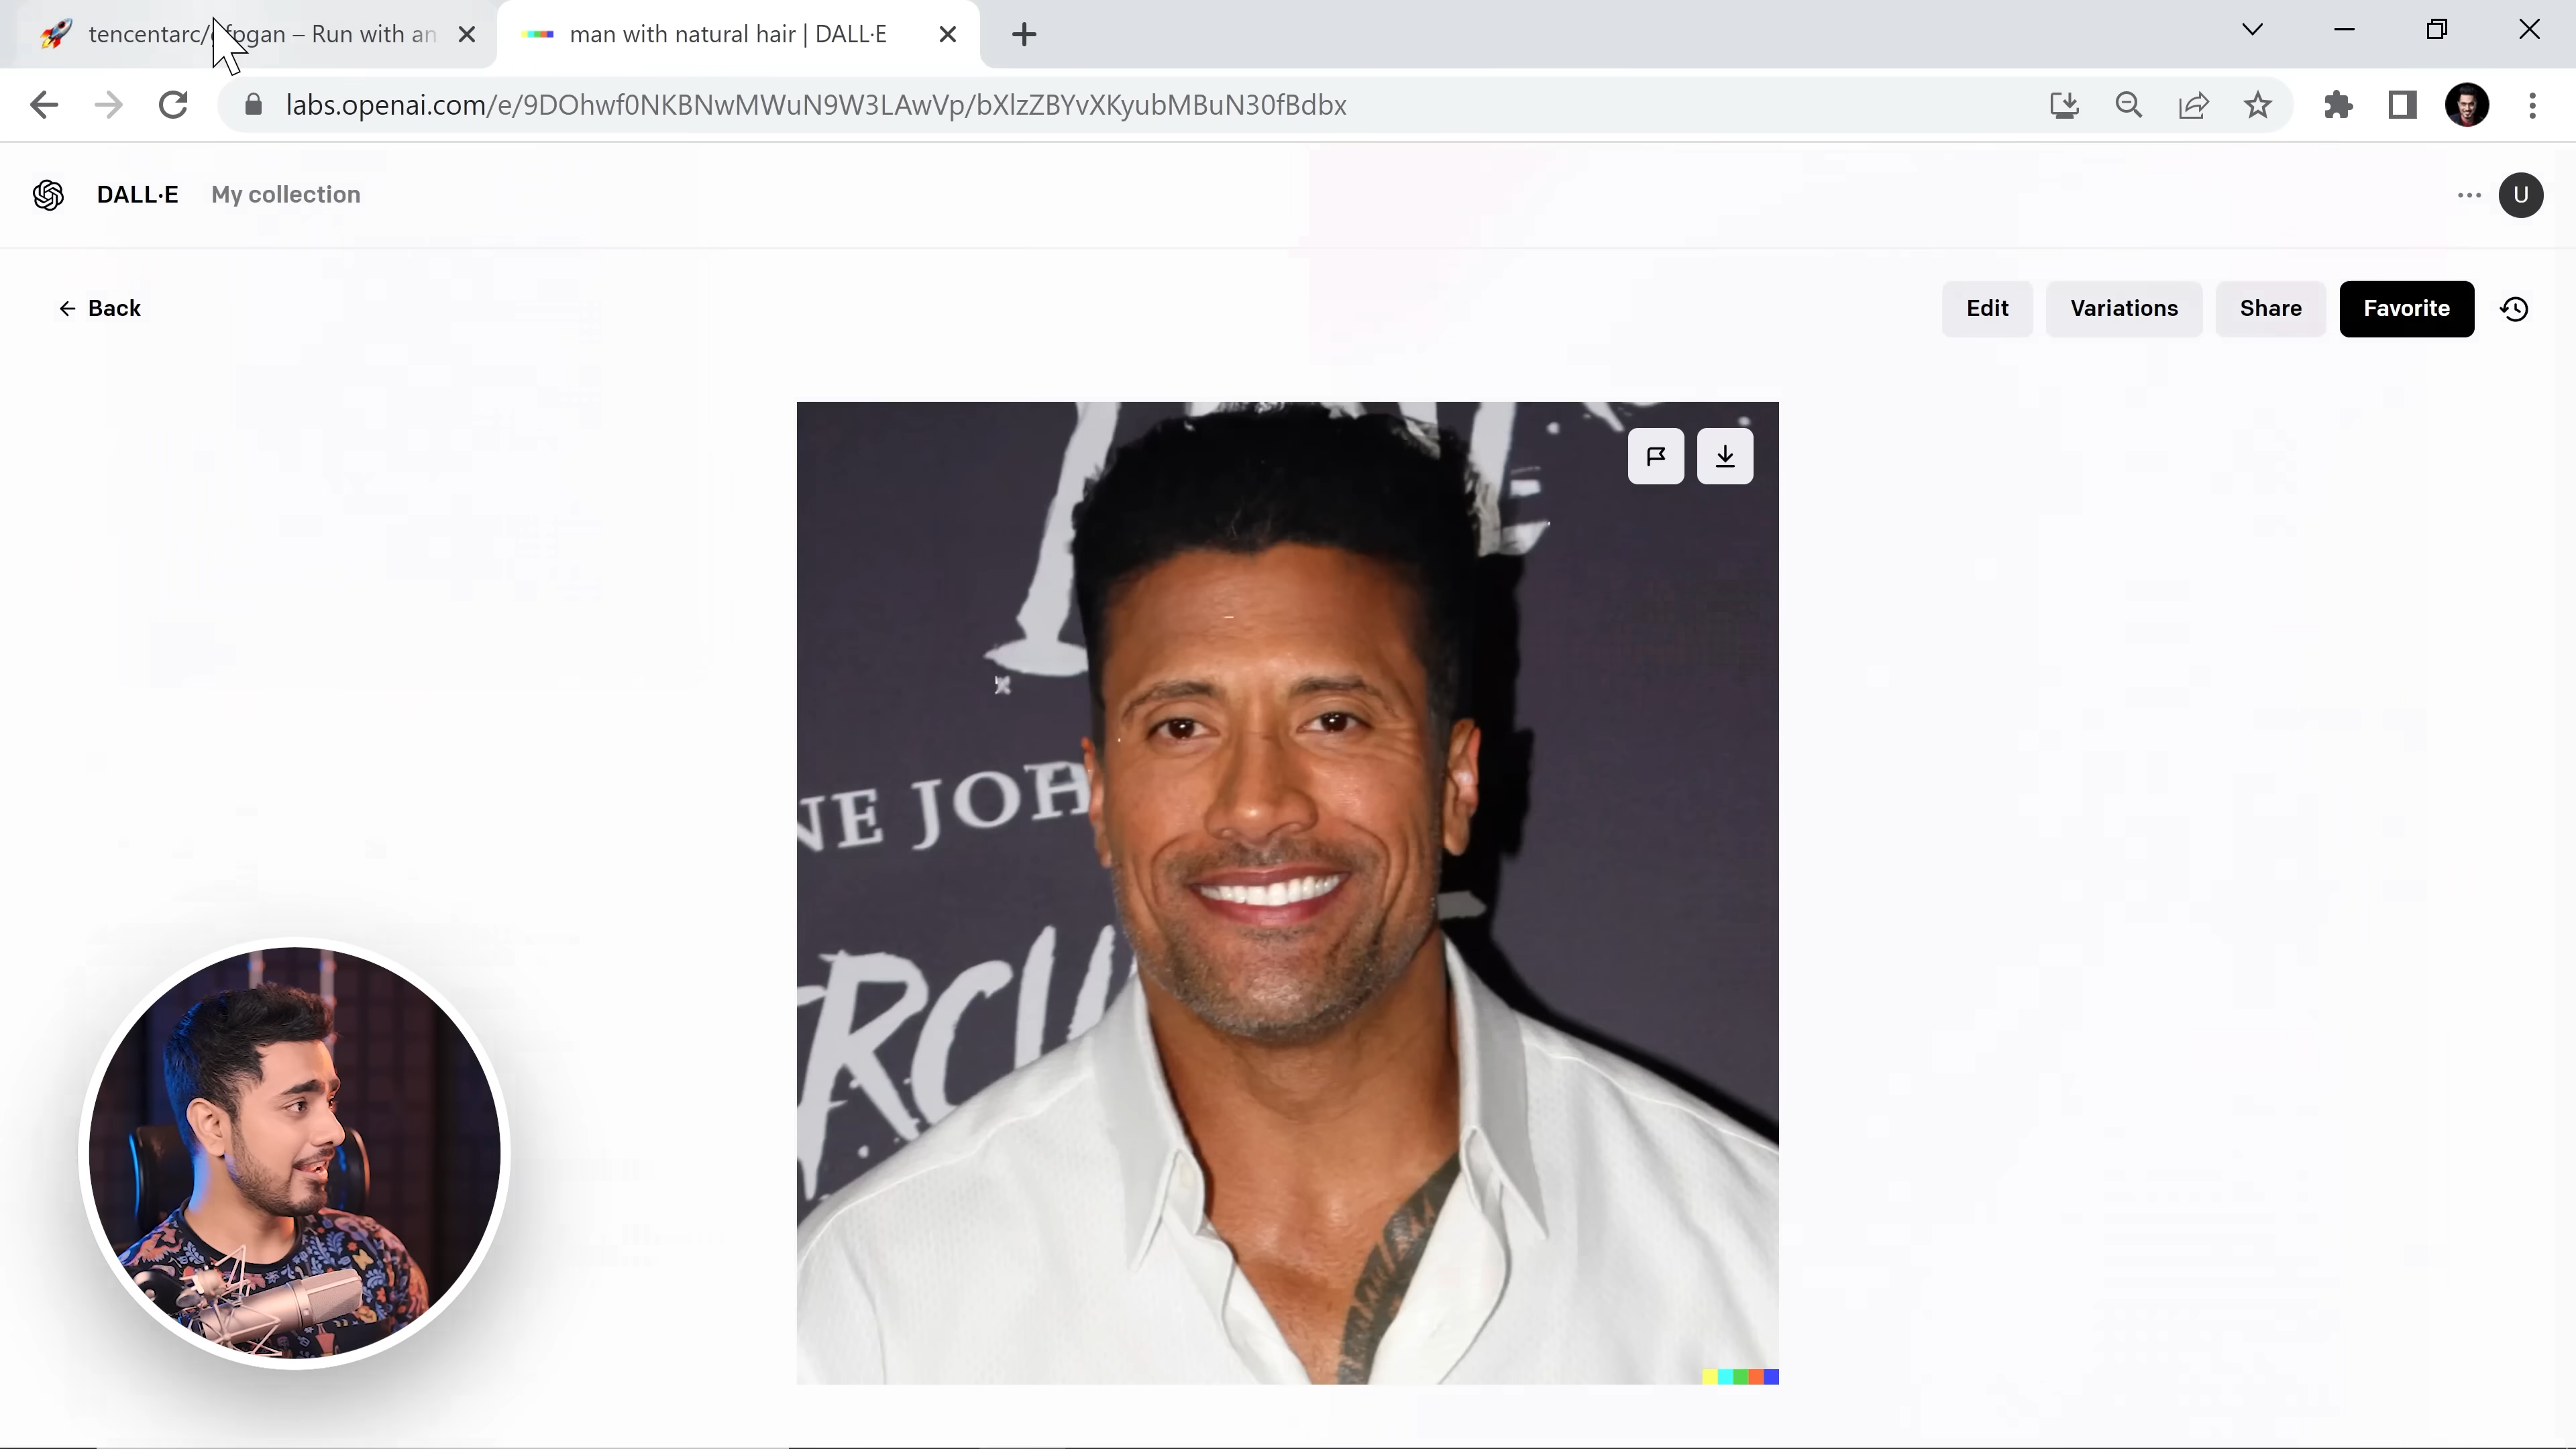 tencentarc/gfpgan – Run with an
man with natural hair | DALL·E
labs.openai.com/e/9DOhwf0NKBNwMWuN9W3LAwVp/bXlzZBYvXKyubMBuN30fBdbx
DALL·E My collection
U
Back
Edit Variations Share Favorite
NE JOH
RCU